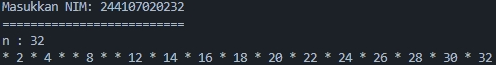 Masukkan NIM: 244107020232
==========================
n : 32
* 2 * 4 * * 8 * * 12 * 14 * 16 * 18 * 20 * 22 * 24 * 26 * 28 * 30 * 32